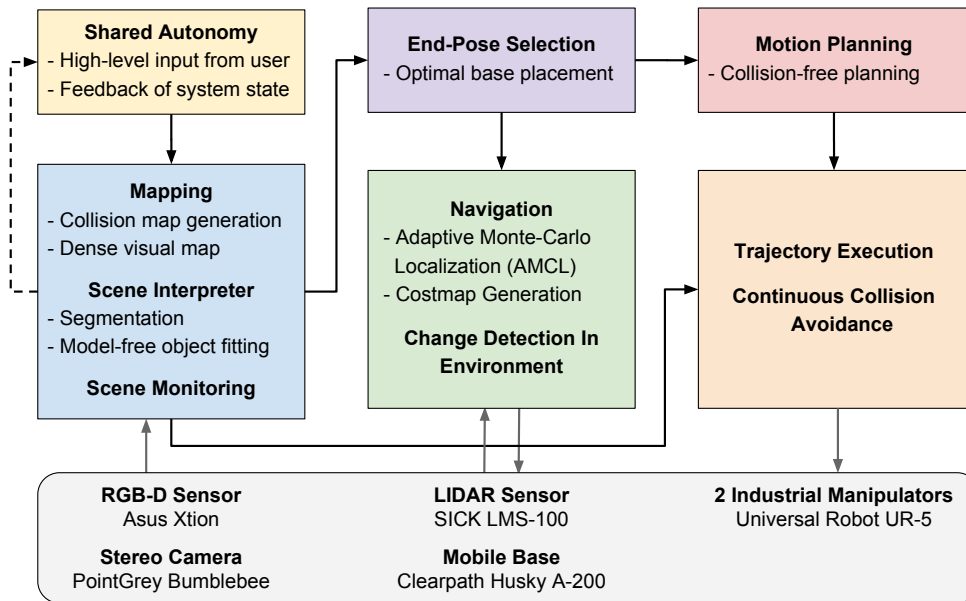 Shared Autonomy
- High-level input from user
- Feedback of system state
End-Pose Selection
- Optimal base placement
Motion Planning
- Collision-free planning
Mapping
- Collision map generation
- Dense visual map
Scene Interpreter
- Segmentation
- Model-free object fitting
Scene Monitoring
Navigation
- Adaptive Monte-Carlo
Localization (AMCL)
- Costmap Generation
Change Detection In
Environment
Trajectory Execution
Continuous Collision
Avoidance
RGB-D Sensor
Asus Xtion
Stereo Camera
PointGrey Bumblebee
LIDAR Sensor
SICK LMS-100
Mobile Base
Clearpath Husky A-200
2 Industrial Manipulators
Universal Robot UR-5